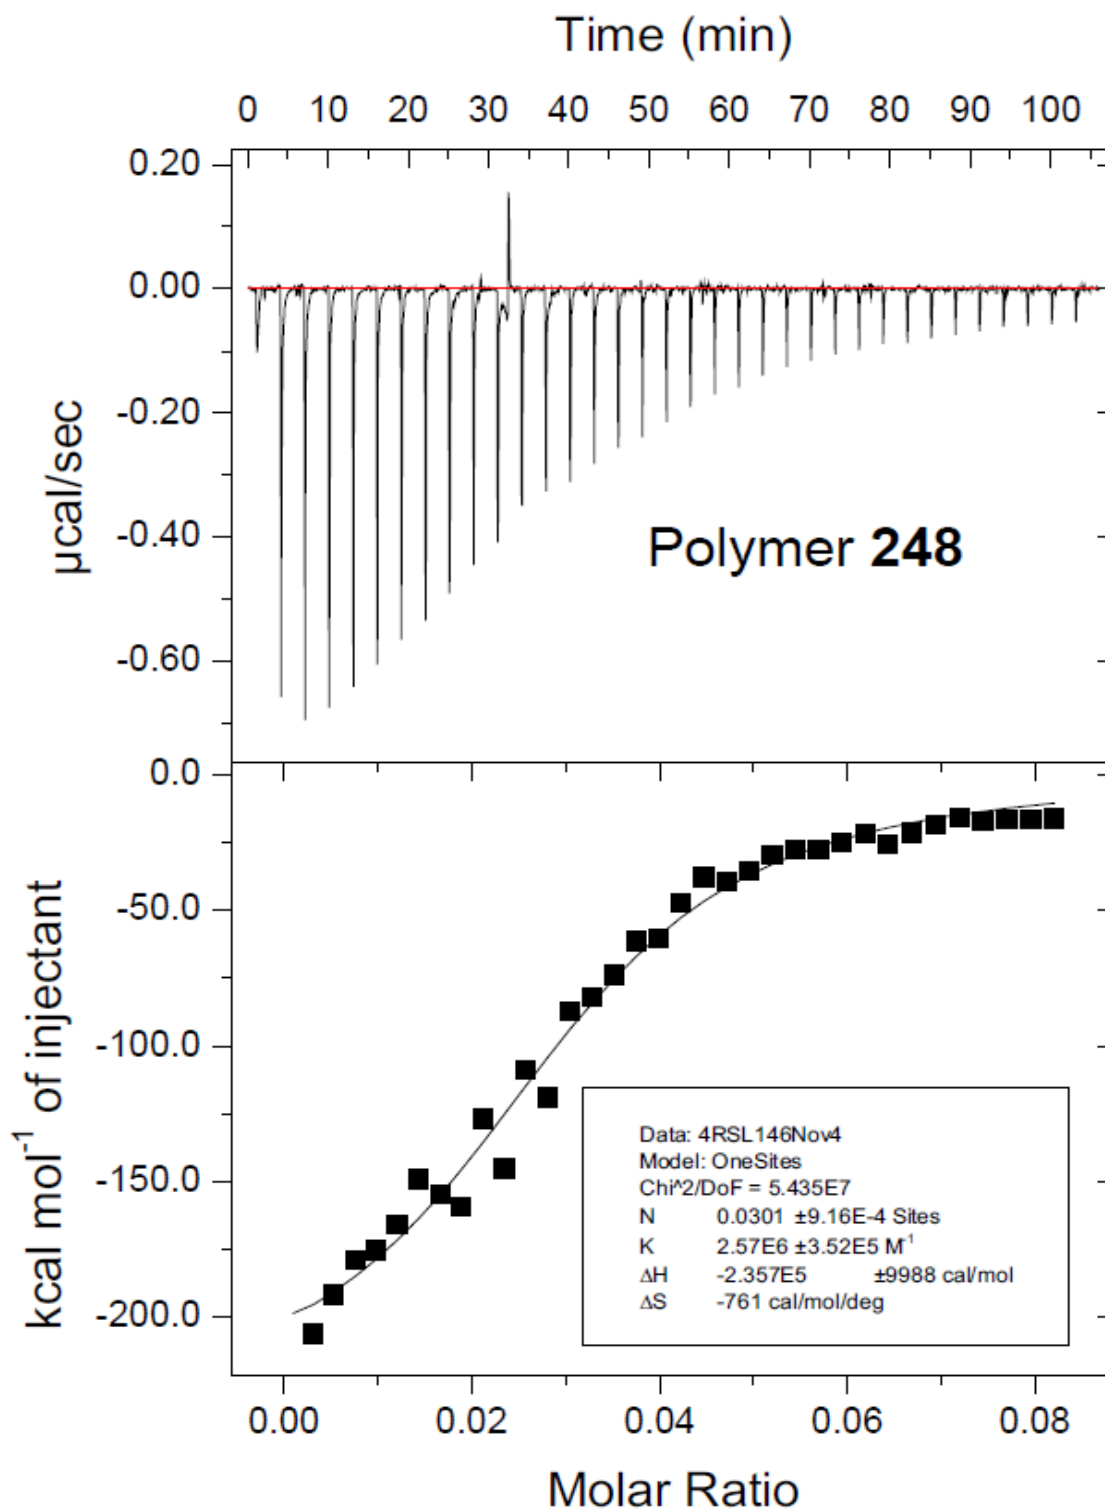 Time (min)
0 10 20 30 40 50 60 70 80 90 100
0.20
0.00
-0.20
-0.40
-0.60
µcal/sec
Polymer 248
0.0
-50.0
-100.0
-150.0
-200.0
kcal mol⁻¹ of injectant
Data: 4RSL146Nov4
Model: OneSites
Chi^2/DoF = 5.435E7
N 0.0301 ±9.16E-4 Sites
K 2.57E6 ±3.52E5 M⁻¹
ΔH -2.357E5 ±9988 cal/mol
ΔS -761 cal/mol/deg
0.00 0.02 0.04 0.06 0.08
Molar Ratio